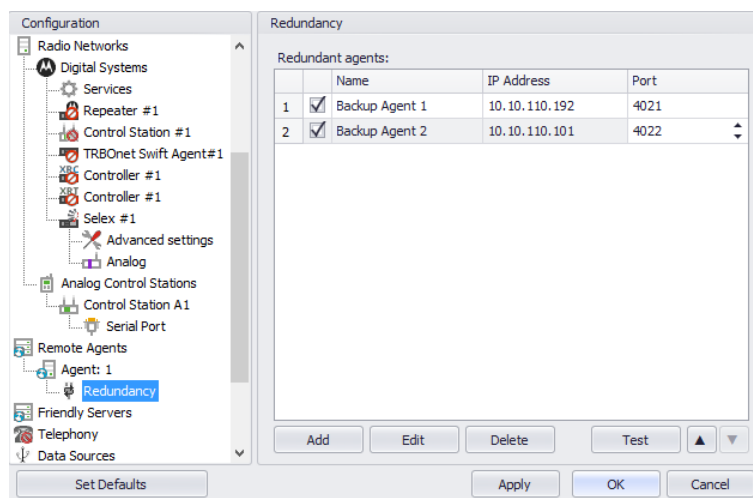 Configuration
Radio Networks
Digital Systems
Services
Repeater #1
Control Station #1
TRBOnet Swift Agent#1
XRC
Controller #1
XRT
Controller #1
Selex #1
Advanced settings
Analog
Analog Control Stations
Control Station A1
Serial Port
Remote Agents
Agent: 1
Redundancy
Friendly Servers
Telephony
Data Sources
Set Defaults
Redundancy
Redundant agents:
Name IP Address Port
1 Backup Agent 1 10.10.110.192 4021
2 Backup Agent 2 10.10.110.101 4022
Add Edit Delete Test
Apply OK Cancel